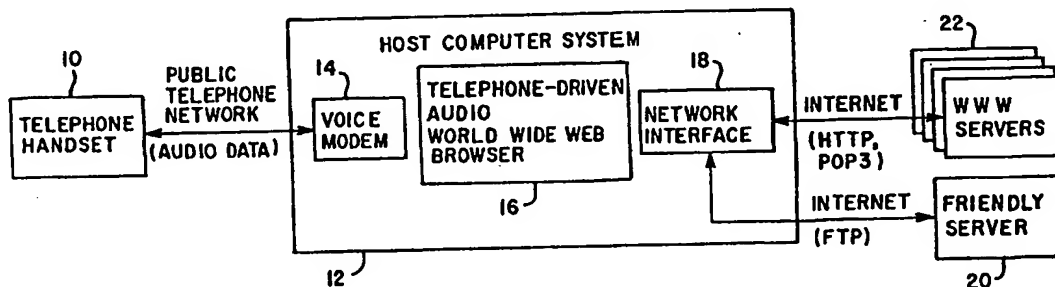 10
TELEPHONE
HANDSET
PUBLIC
TELEPHONE
NETWORK
(AUDIO DATA)
HOST COMPUTER SYSTEM
14
VOICE
MODEM
TELEPHONE-DRIVEN
AUDIO
WORLD WIDE WEB
BROWSER
16
18
NETWORK
INTERFACE
12
INTERNET
(HTTP,
POP3)
22
WWW
SERVERS
INTERNET
(FTP)
FRIENDLY
SERVER
20